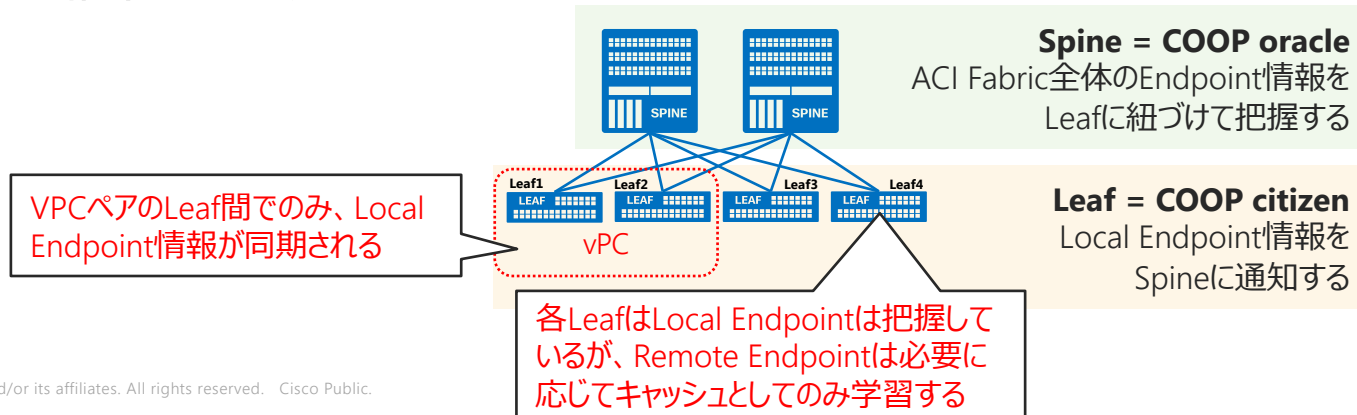 Spine = COOP oracle
ACI Fabric全体のEndpoint情報を
Leafに紐づけて把握する
SPINE
SPINE
Leaf1
Leaf2
Leaf3
Leaf4
LEAF
LEAF
LEAF
LEAF
vPC
VPCペアのLeaf間でのみ、Local
Endpoint情報が同期される
Leaf = COOP citizen
Local Endpoint情報を
Spineに通知する
各LeafはLocal Endpointは把握して
いるが、Remote Endpointは必要に
応じてキャッシュとしてのみ学習する
d/or its affiliates. All rights reserved. Cisco Public.